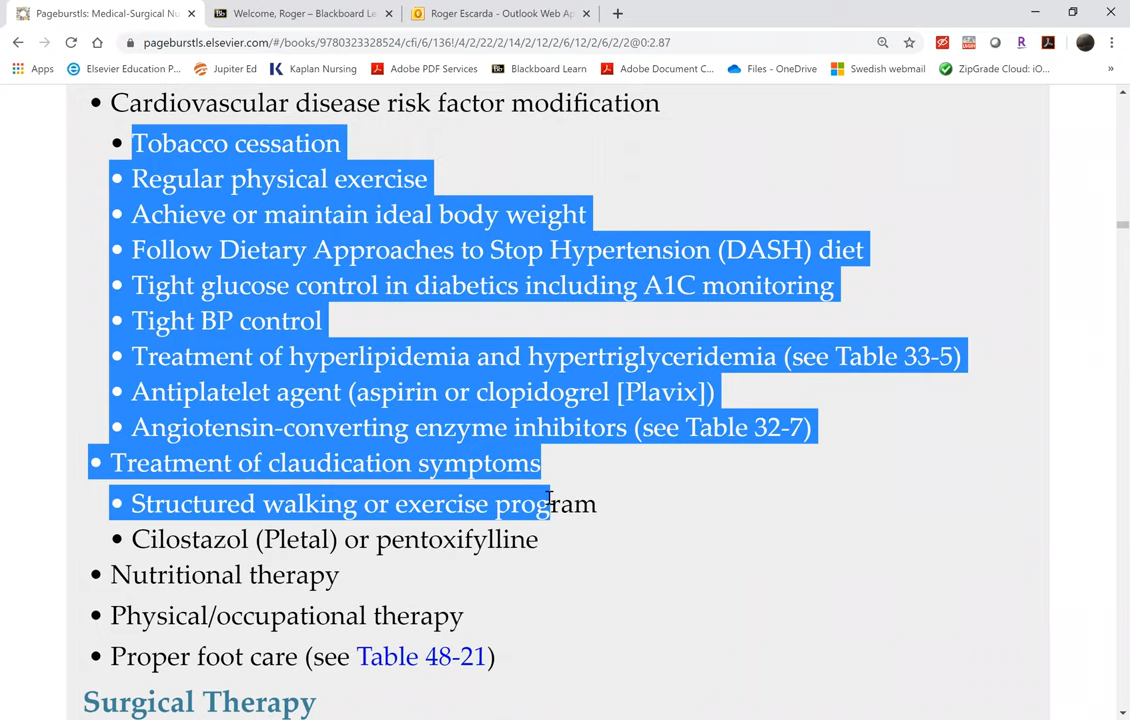 Pageburstls: Medical-Surgical Nu
Welcome, Roger – Blackboard Le
Roger Escarda - Outlook Web Ap
pageburstls.elsevier.com/#/books/9780323328524/cfi/6/136!/4/2/22/2/14/2/12/2/6/12/2/6/2/2@0:2.87
Apps
Elsevier Education P...
Jupiter Ed
Kaplan Nursing
Adobe PDF Services
Blackboard Learn
Adobe Document C...
Files - OneDrive
Swedish webmail
ZipGrade Cloud: iO...
»
• Cardiovascular disease risk factor modification
• Tobacco cessation
• Regular physical exercise
• Achieve or maintain ideal body weight
• Follow Dietary Approaches to Stop Hypertension (DASH) diet
• Tight glucose control in diabetics including A1C monitoring
• Tight BP control
• Treatment of hyperlipidemia and hypertriglyceridemia (see Table 33-5)
• Antiplatelet agent (aspirin or clopidogrel [Plavix])
• Angiotensin-converting enzyme inhibitors (see Table 32-7)
• Treatment of claudication symptoms
• Structured walking or exercise program
• Cilostazol (Pletal) or pentoxifylline
• Nutritional therapy
• Physical/occupational therapy
• Proper foot care (see Table 48-21)
Surgical Therapy